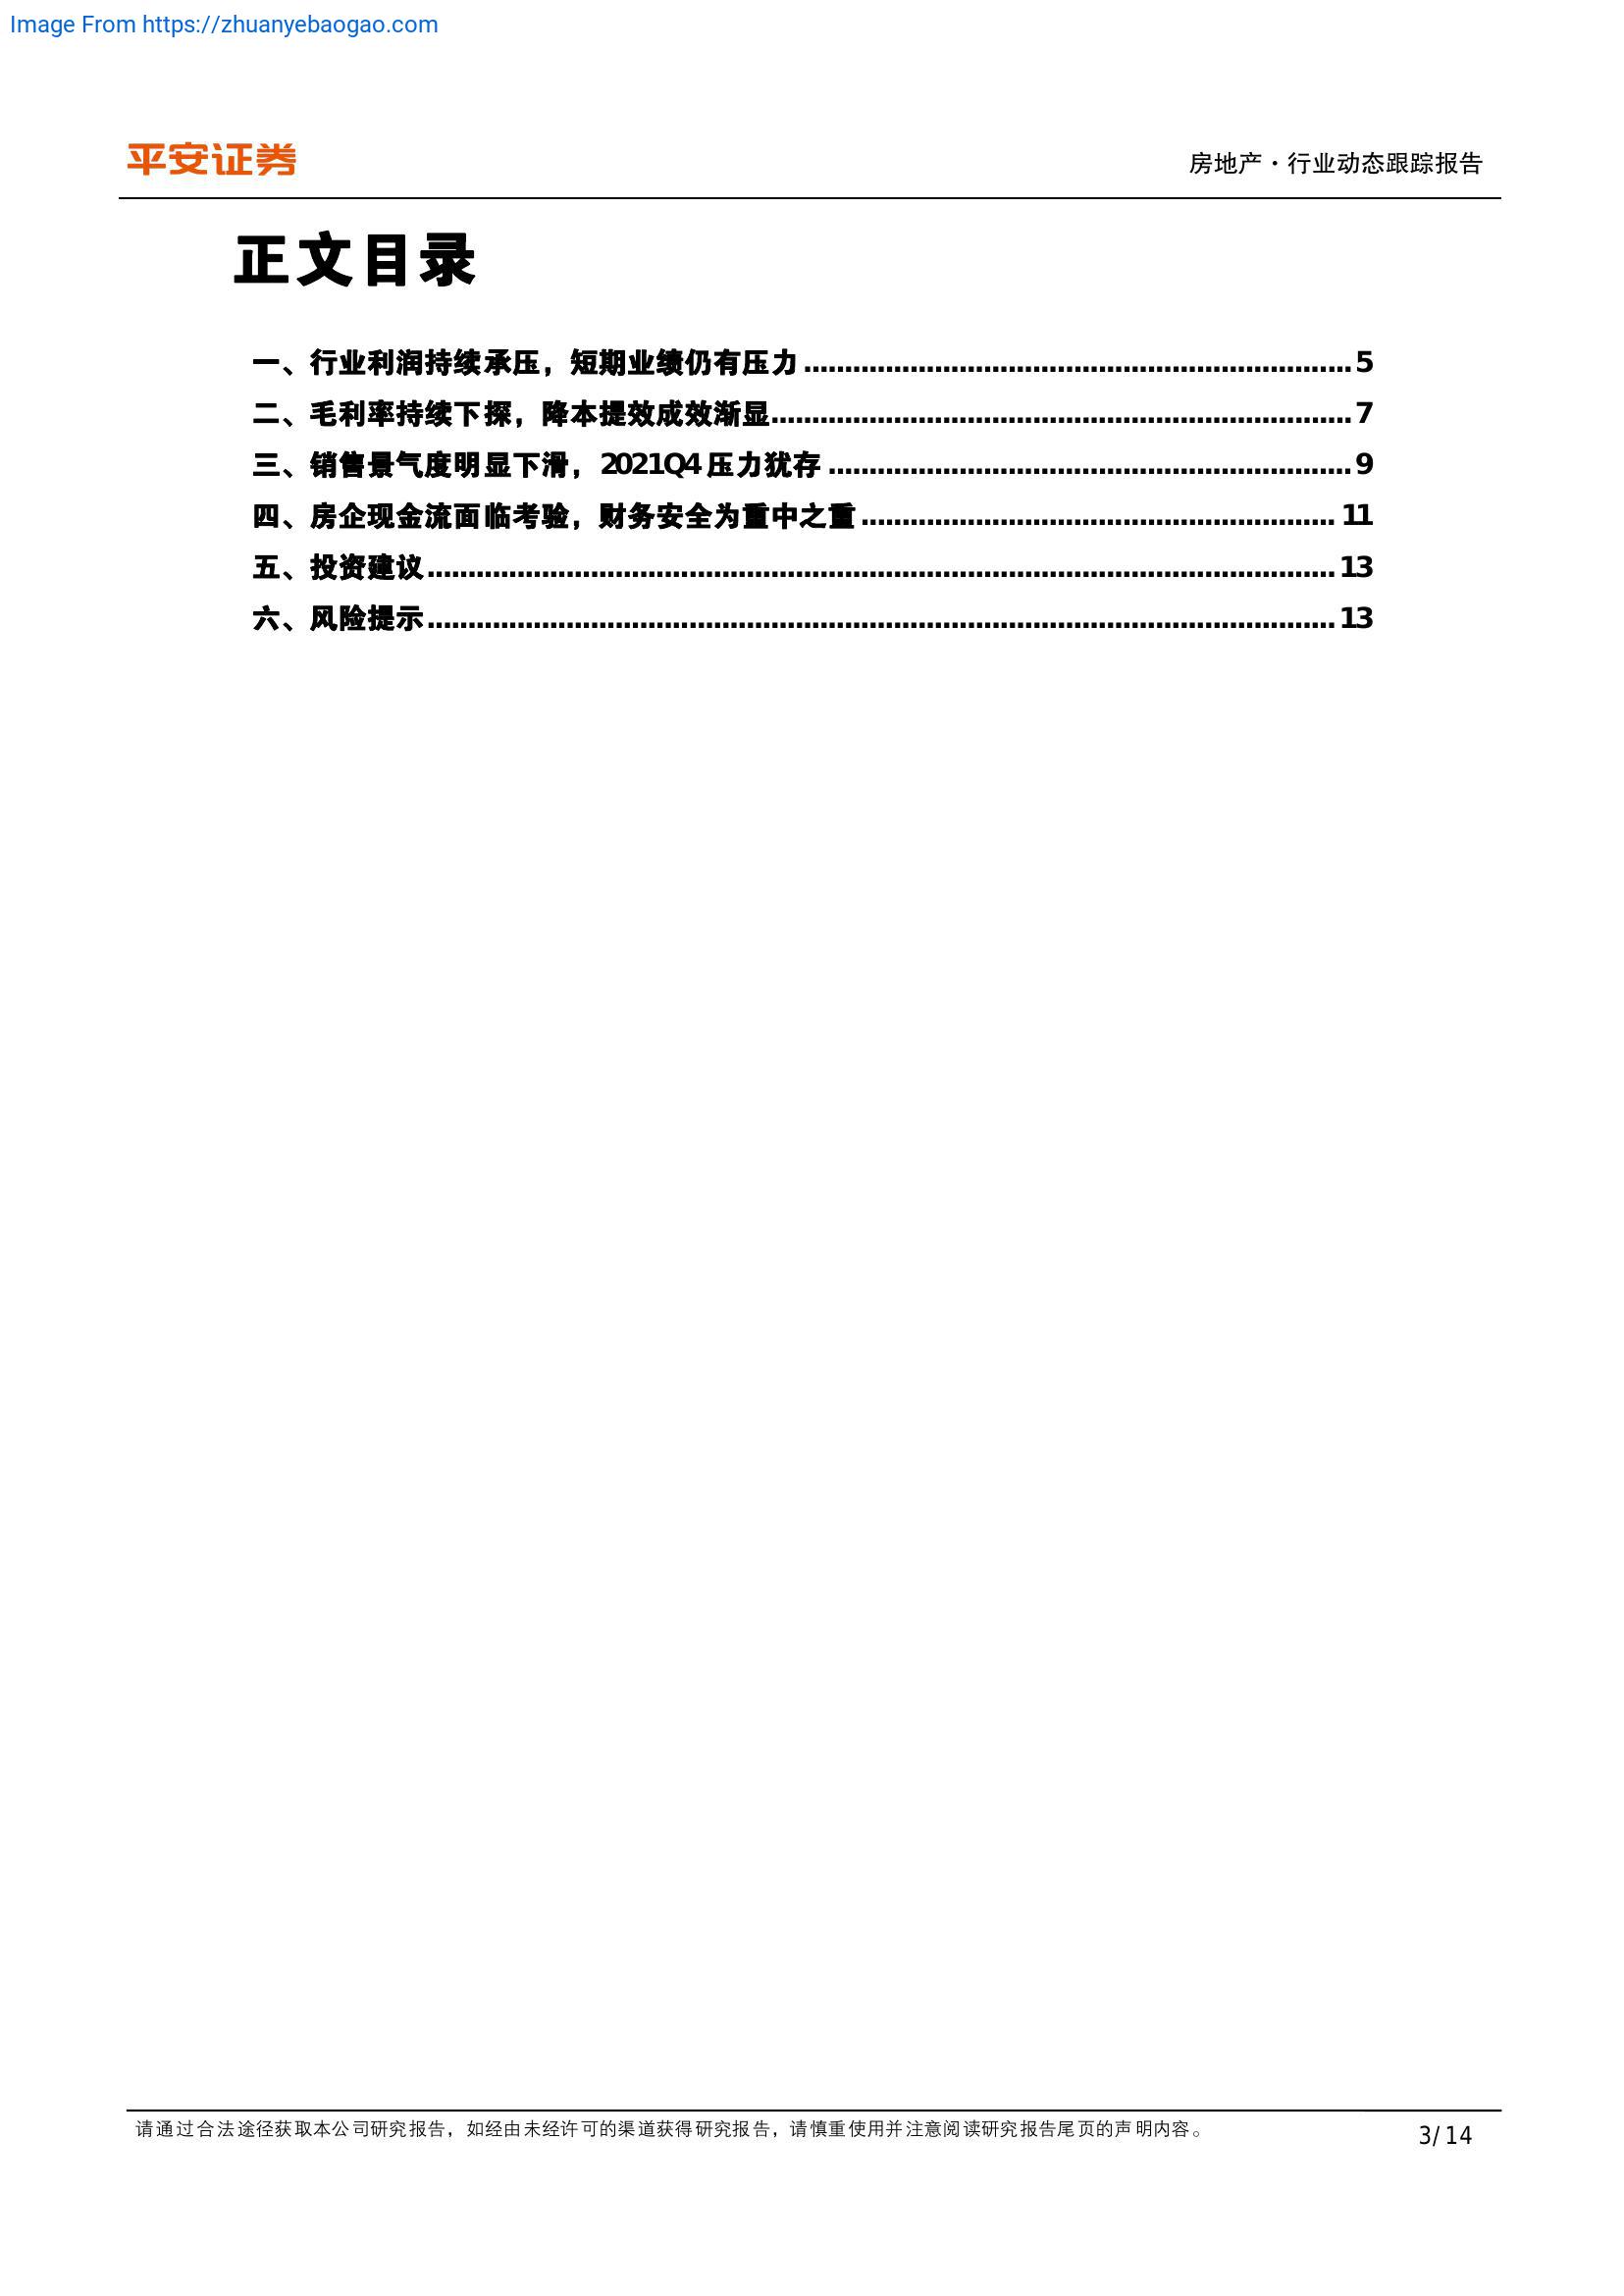 Image From https://zhuanyebaogao.com
平安证券
房地产·行业动态跟踪报告
正文目录
一、行业利润持续承压，短期业绩仍有压力........................................................................5
二、毛利率持续下探，降本提效成效渐显........................................................................7
三、销售景气度明显下滑，2021Q4 压力犹存........................................................................9
四、房企现金流面临考验，财务安全为重中之重........................................................................11
五、投资建议........................................................................13
六、风险提示........................................................................13
请通过合法途径获取本公司研究报告，如经由未经许可的渠道获得研究报告，请慎重使用并注意阅读研究报告尾页的声明内容。
3/ 14